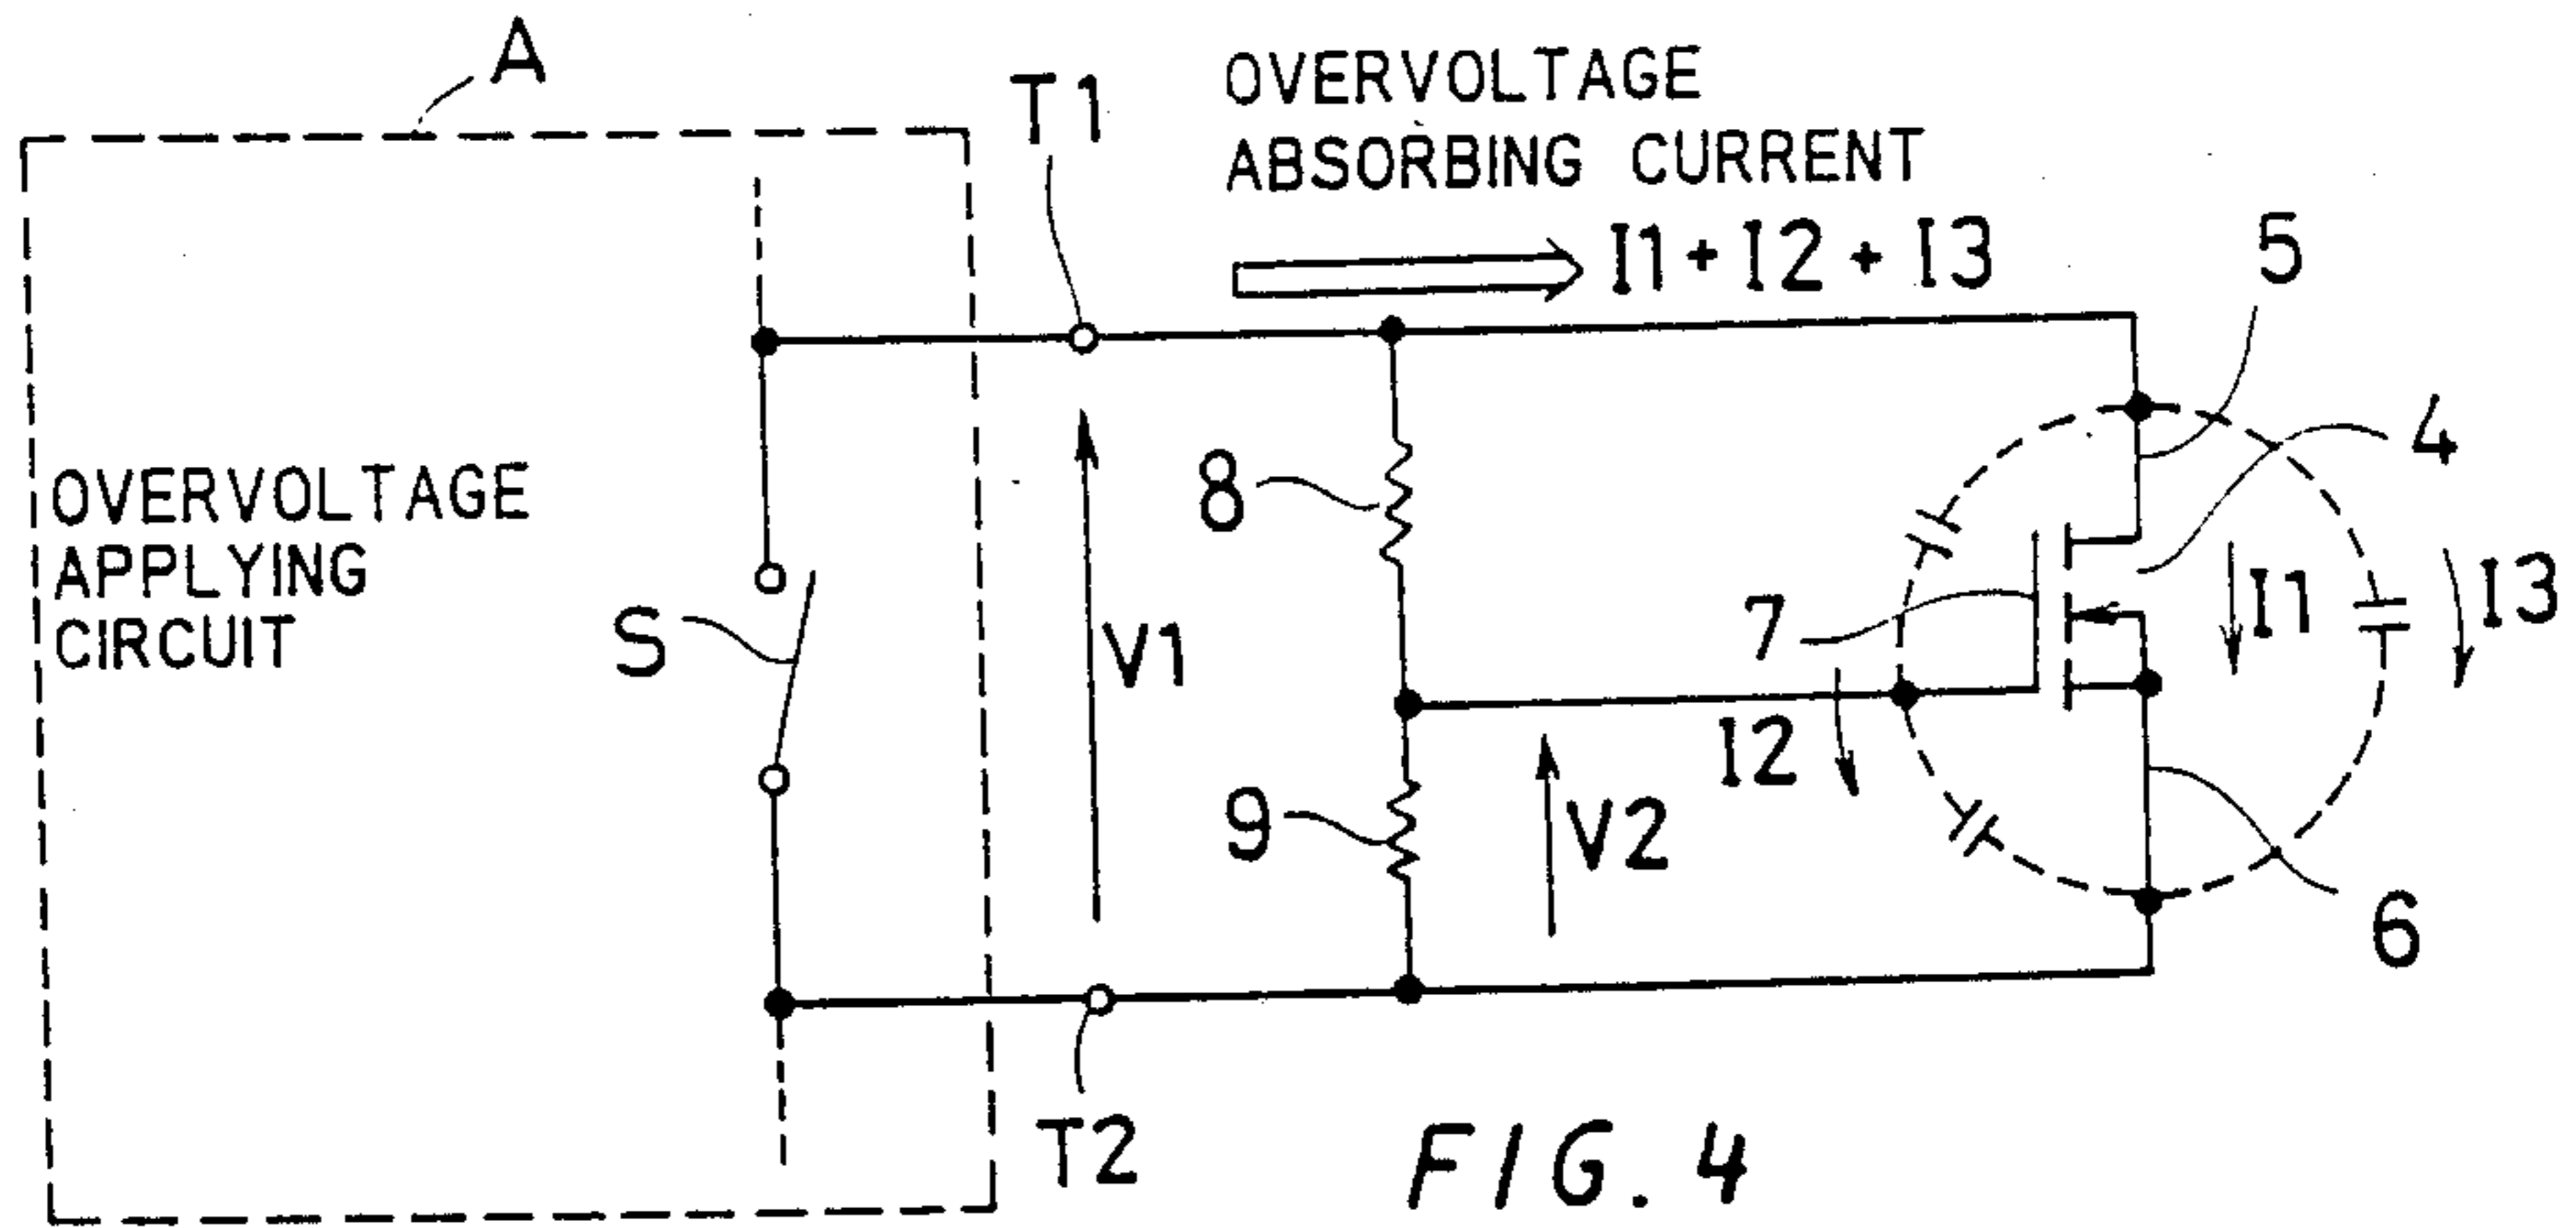 A
T1
OVERVOLTAGE
ABSORBING CURRENT
I1 + I2 + I3
5
4
8
OVERVOLTAGE
APPLYING
CIRCUIT
S
V1
7
I1
I3
I2
9
V2
6
T2
FIG. 4